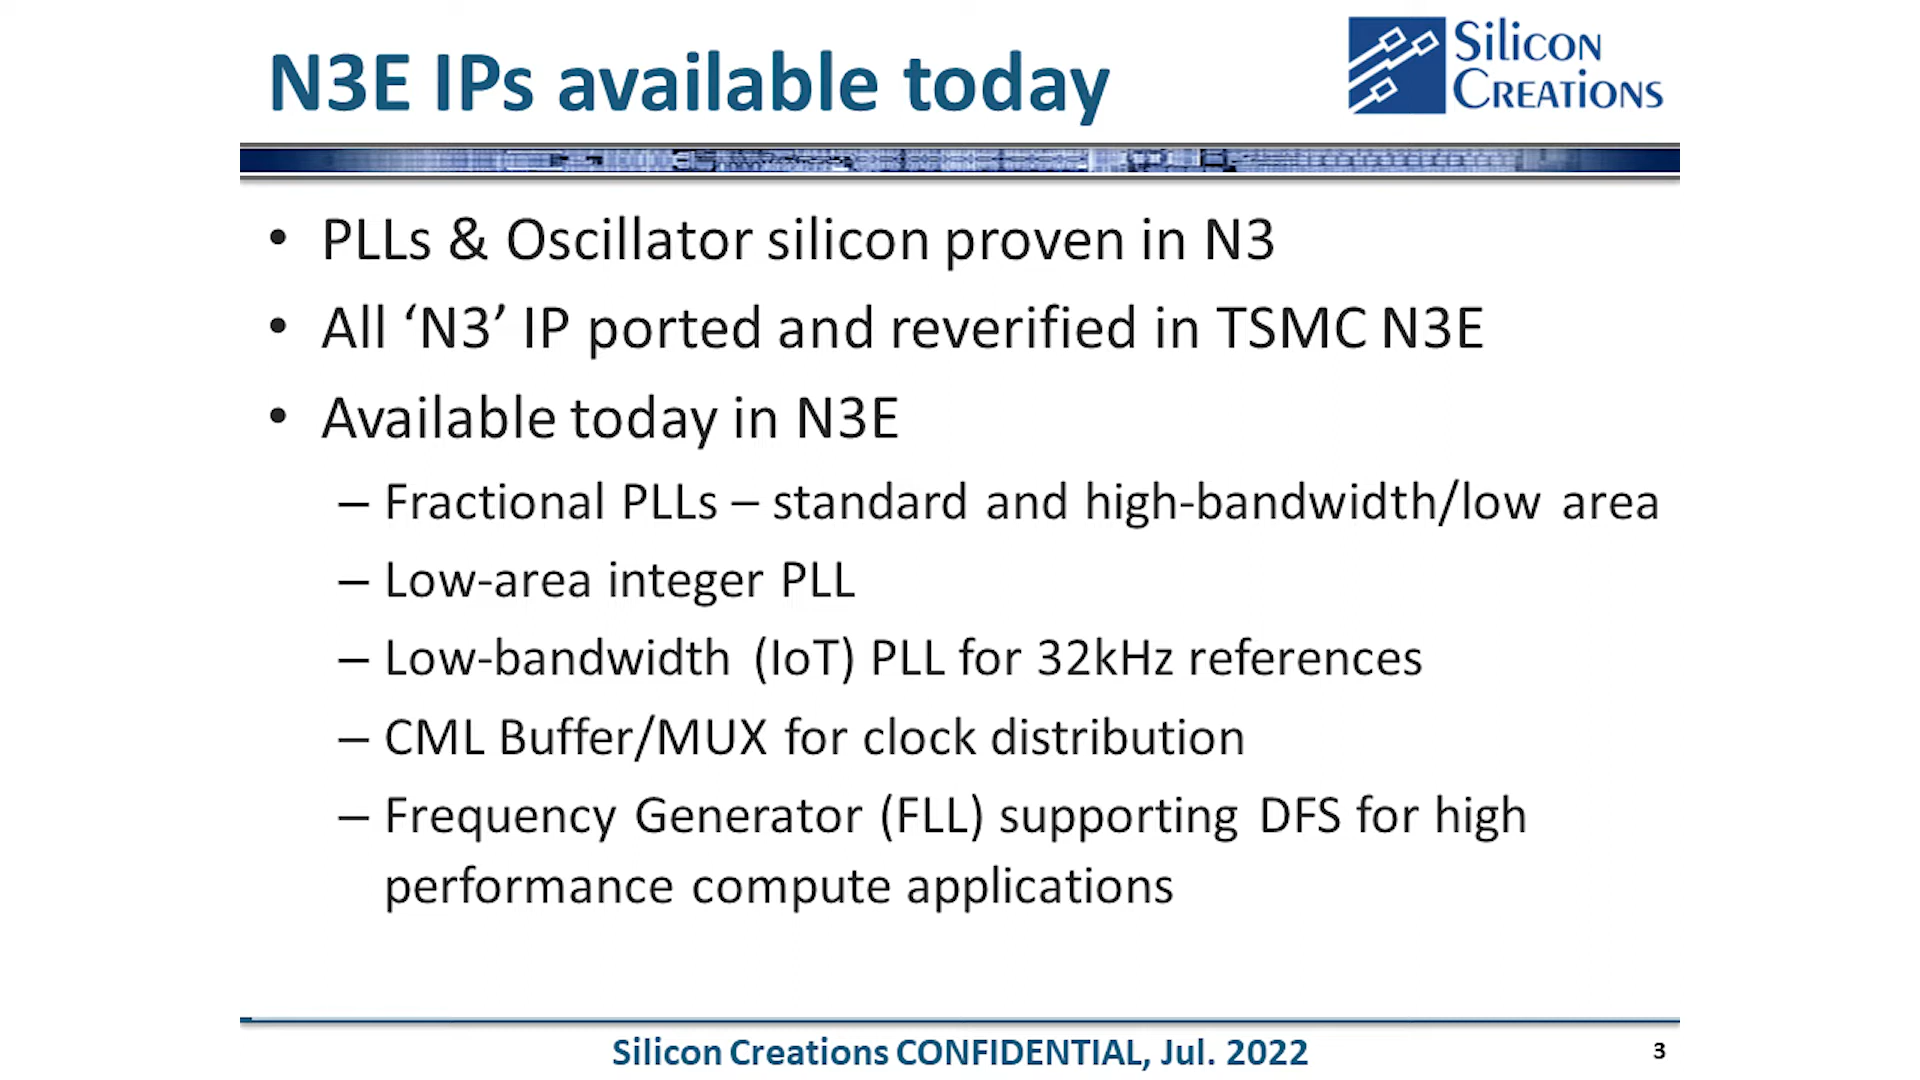 N3E IPs available today
Silicon
Creations
• PLLs & Oscillator silicon proven in N3
• All ‘N3’ IP ported and reverified in TSMC N3E
• Available today in N3E
– Fractional PLLs – standard and high-bandwidth/low area
– Low-area integer PLL
– Low-bandwidth (IoT) PLL for 32kHz references
– CML Buffer/MUX for clock distribution
– Frequency Generator (FLL) supporting DFS for high
performance compute applications
Silicon Creations CONFIDENTIAL, Jul. 2022
3